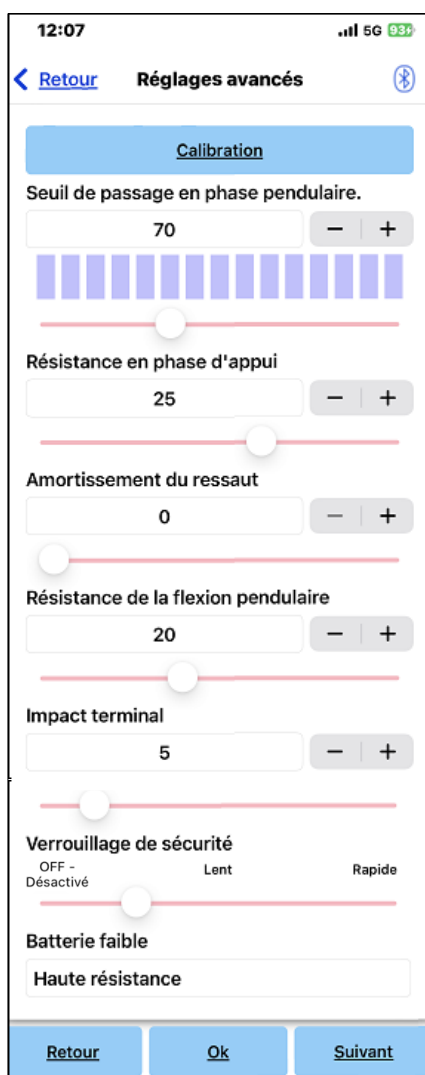 12:07
5G 93
Retour
Réglages avancés
Calibration
Seuil de passage en phase pendulaire.
70
− +
Résistance en phase d'appui
25
− +
Amortissement du ressaut
0
− +
Résistance de la flexion pendulaire
20
− +
Impact terminal
5
− +
Verrouillage de sécurité
OFF -
Désactivé
Lent
Rapide
Batterie faible
Haute résistance
Retour
Ok
Suivant